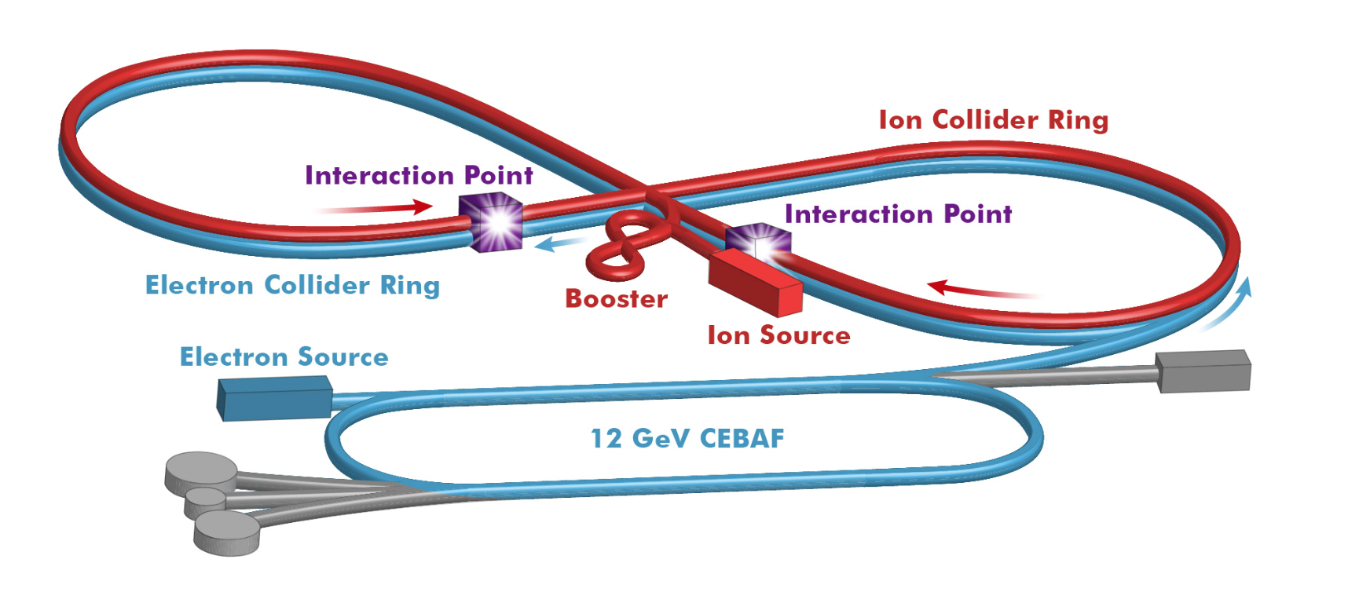 Ion Collider Ring
Interaction Point
Interaction Point
Electron Collider Ring
Booster
Ion Source
Electron Source
12 GeV CEBAF